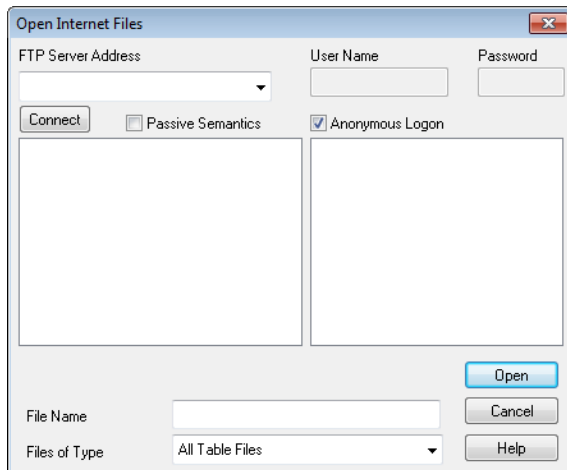 Open Internet Files
FTP Server Address
User Name
Password
Connect
Passive Semantics
Anonymous Logon
Open
File Name
Cancel
Files of Type
All Table Files
Help